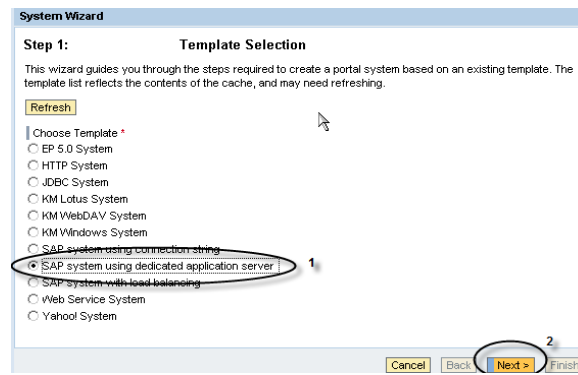 System Wizard
Step 1: Template Selection
This wizard guides you through the steps required to create a portal system based on an existing template. The
template list reflects the contents of the cache, and may need refreshing.
Refresh
Choose Template *
EP 5.0 System
HTTP System
JDBC System
KM Lotus System
KM WebDAV System
KM Windows System
SAP system using connection string
SAP system using dedicated application server 1
SAP system with load balancing
Web Service System
Yahoo! System
2
Cancel Back Next > Finish